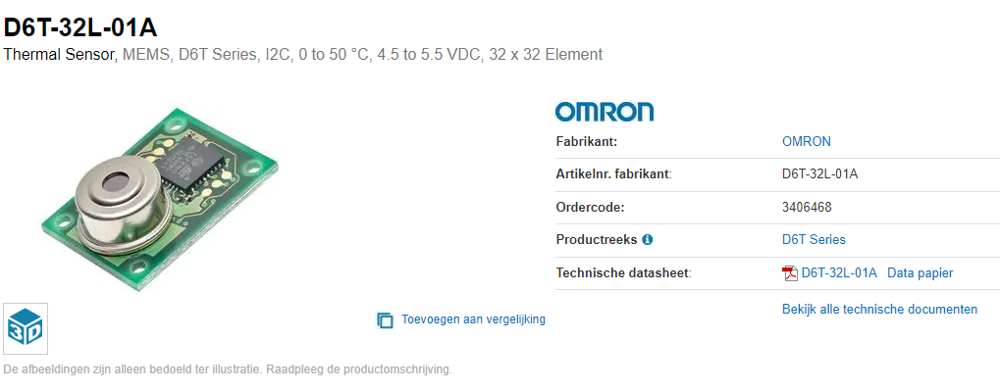 D6T-32L-01A
Thermal Sensor, MEMS, D6T Series, I2C, 0 to 50 °C, 4.5 to 5.5 VDC, 32 x 32 Element
OMRON
Fabrikant: OMRON
Artikelnr. fabrikant: D6T-32L-01A
Ordercode: 3406468
Productreeks D6T Series
Technische datasheet: D6T-32L-01A Data papier
Bekijk alle technische documenten
3D
Toevoegen aan vergelijking
De afbeeldingen zijn alleen bedoeld ter illustratie. Raadpleeg de productomschrijving.